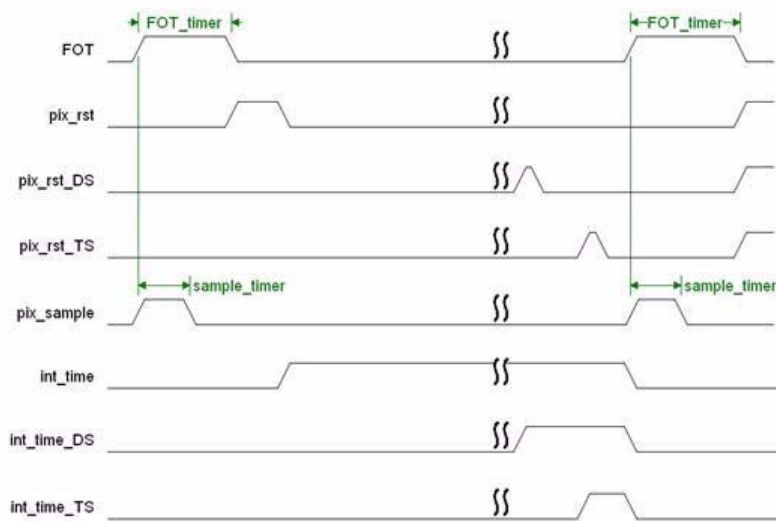 FOT_timer FOT_timer
FOT
pix_rst
pix_rst_DS
pix_rst_TS
sample_timer sample_timer
pix_sample
int_time
int_time_DS
int_time_TS